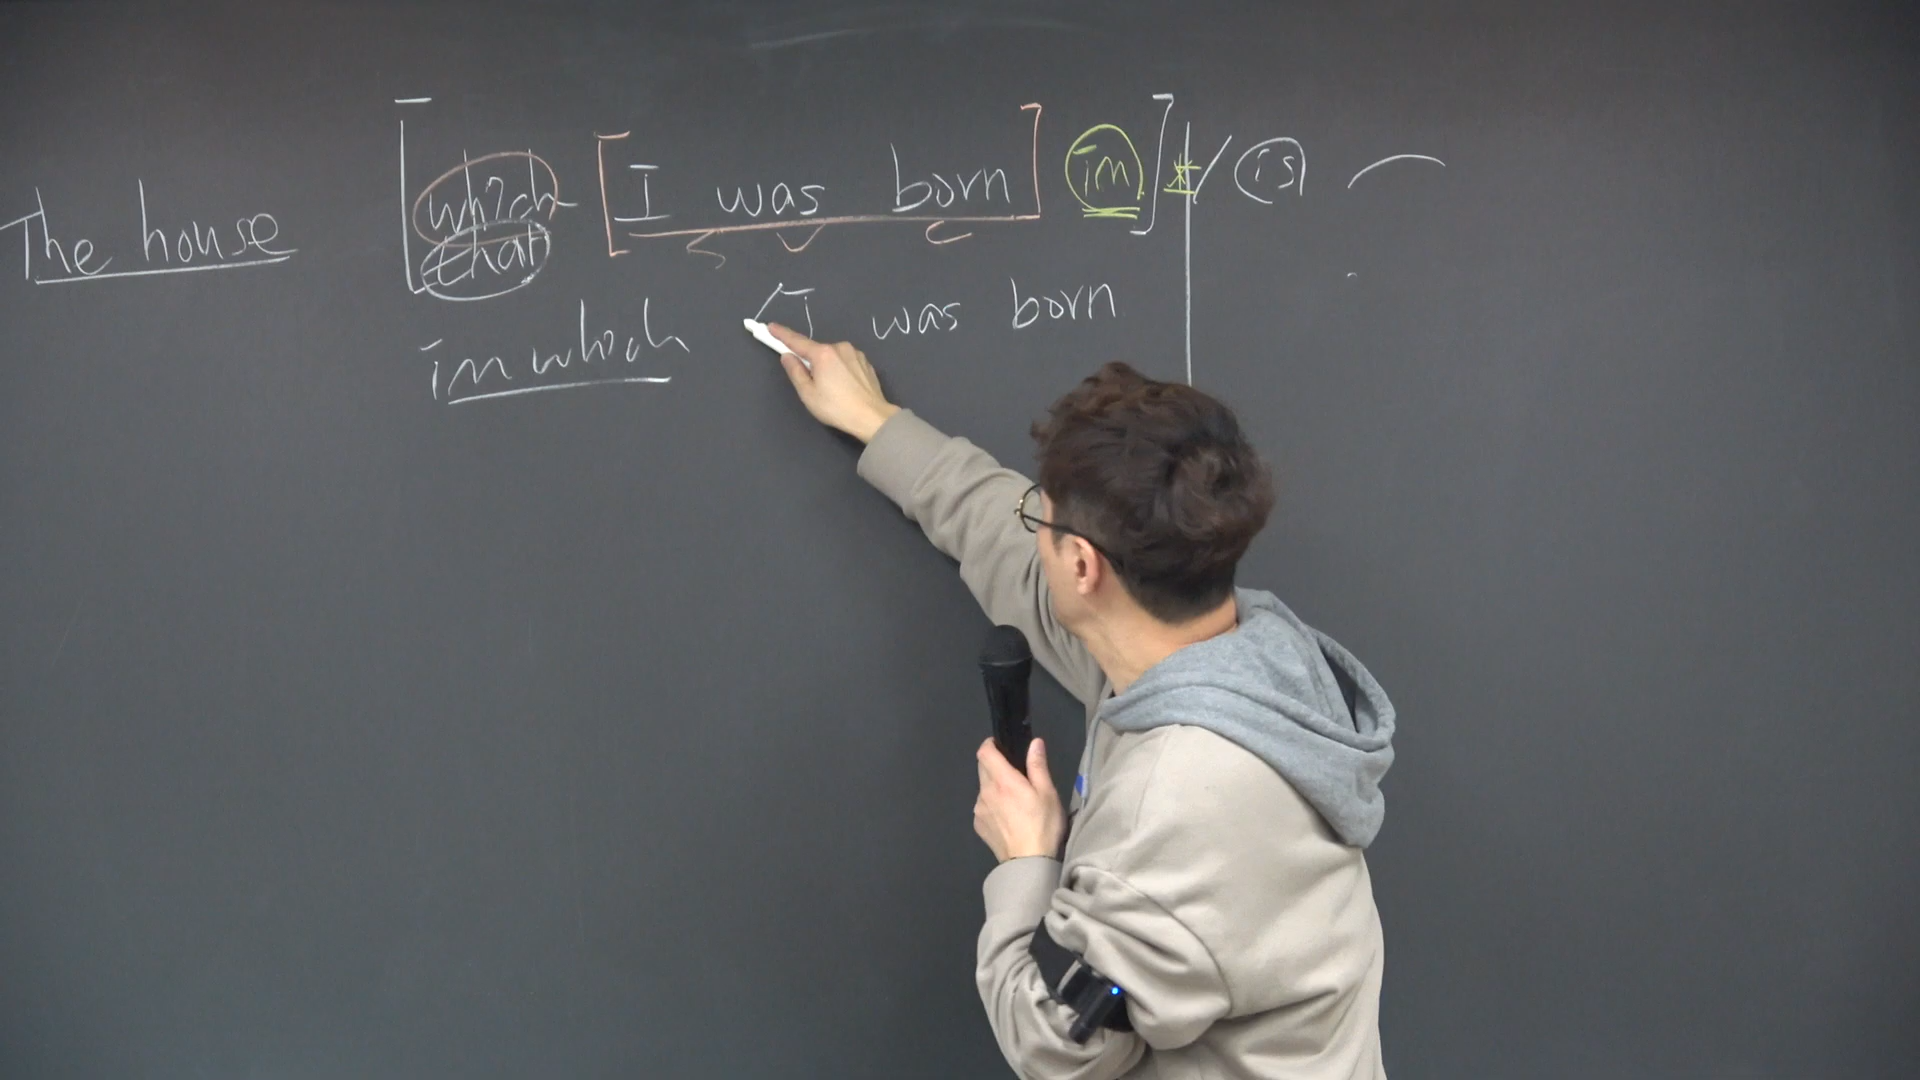 The house [which [I was born] in]* / is
that
in which / I was born